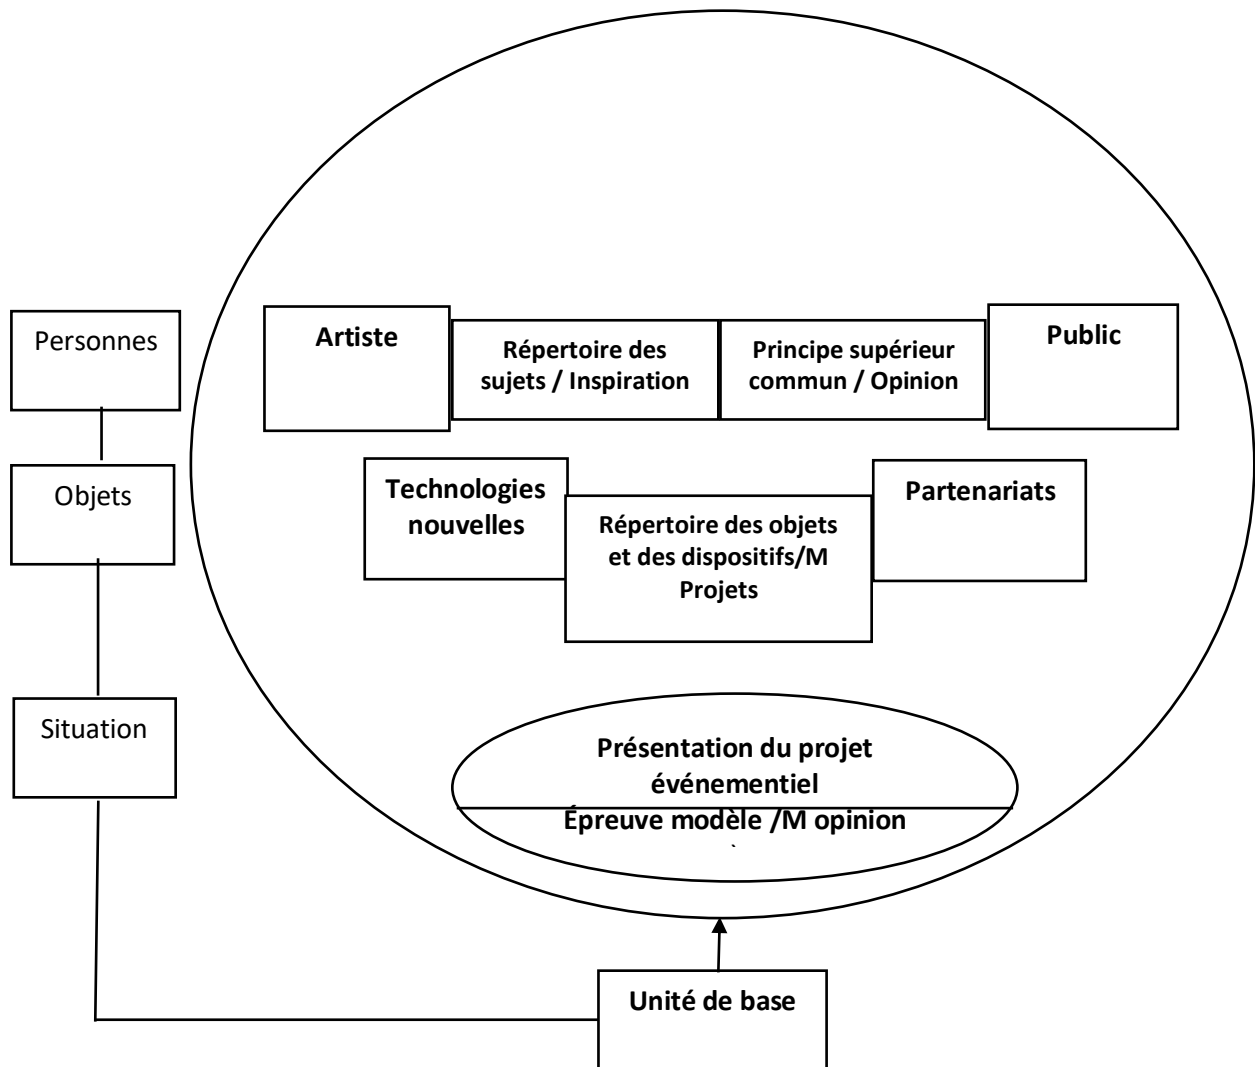 Personnes
Artiste
Répertoire des
sujets / Inspiration
Principe supérieur
commun / Opinion
Public
Objets
Technologies
nouvelles
Répertoire des objets
et des dispositifs/M
Projets
Partenariats
Situation
Présentation du projet
événementiel
Épreuve modèle /M opinion
Unité de base